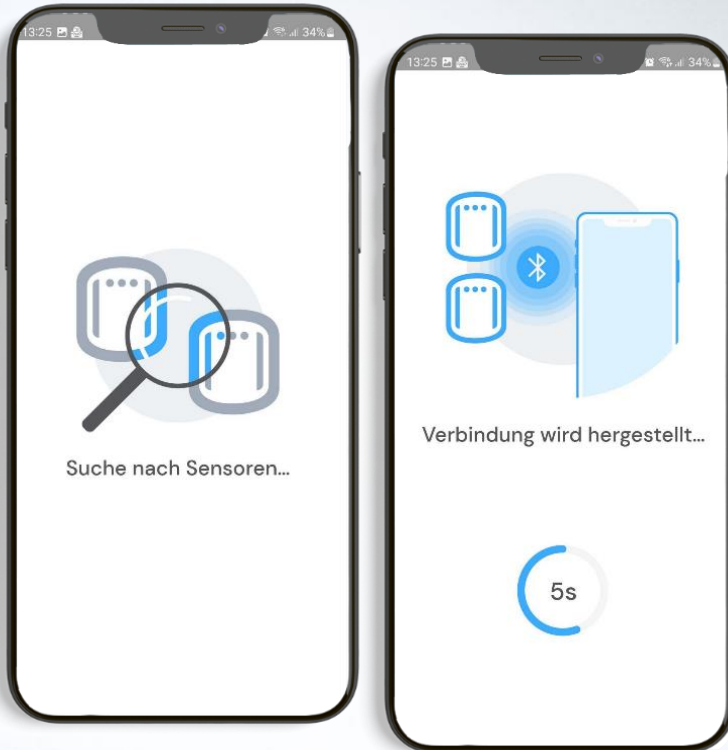 13:25
34%
Suche nach Sensoren...
13:25
34%
Verbindung wird hergestellt...
5s